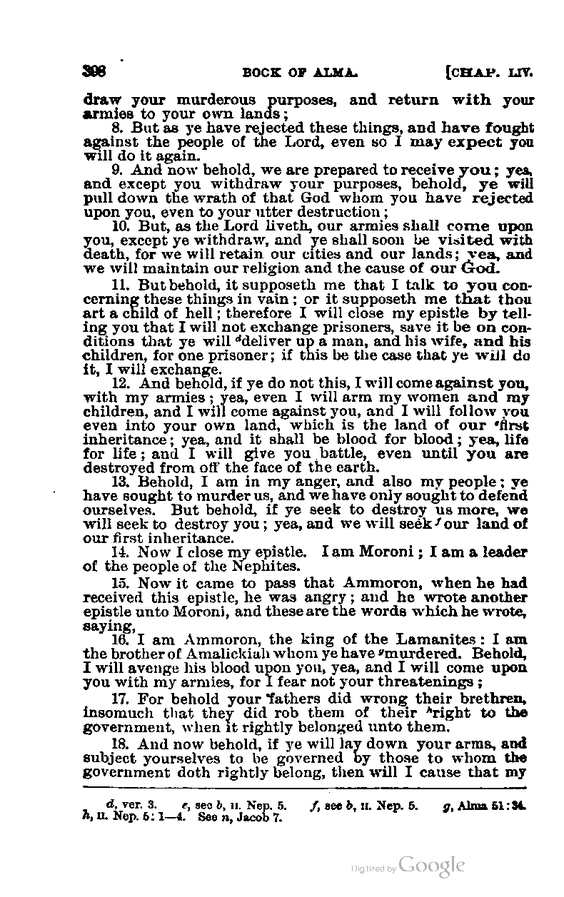 398 BOCK OF ALMA. [CHAP. LIV.
draw your murderous purposes, and return with your
armies to your own lands;
8. But as ye have rejected these things, and have fought
against the people of the Lord, even so I may expect you
will do it again.
9. And now behold, we are prepared to receive you; yea,
and except you withdraw your purposes, behold, ye will
pull down the wrath of that God whom you have rejected
upon you, even to your utter destruction;
10. But, as the Lord liveth, our armies shall come upon
you, except ye withdraw, and ye shall soon be visited with
death, for we will retain our cities and our lands; yea, and
we will maintain our religion and the cause of our God.
11. But behold, it supposeth me that I talk to you con-
cerning these things in vain; or it supposeth me that thou
art a child of hell; therefore I will close my epistle by tell-
ing you that I will not exchange prisoners, save it be on con-
ditions that ye will ᵈdeliver up a man, and his wife, and his
children, for one prisoner; if this be the case that ye will do
it, I will exchange.
12. And behold, if ye do not this, I will come against you,
with my armies; yea, even I will arm my women and my
children, and I will come against you, and I will follow you
even into your own land, which is the land of our ᵉfirst
inheritance; yea, and it shall be blood for blood; yea, life
for life; and I will give you battle, even until you are
destroyed from off the face of the earth.
13. Behold, I am in my anger, and also my people; ye
have sought to murder us, and we have only sought to defend
ourselves. But behold, if ye seek to destroy us more, we
will seek to destroy you; yea, and we will seek ᶠour land of
our first inheritance.
14. Now I close my epistle. I am Moroni; I am a leader
of the people of the Nephites.
15. Now it came to pass that Ammoron, when he had
received this epistle, he was angry; and he wrote another
epistle unto Moroni, and these are the words which he wrote,
saying,
16. I am Ammoron, the king of the Lamanites: I am
the brother of Amalickiah whom ye have ᵍmurdered. Behold,
I will avenge his blood upon you, yea, and I will come upon
you with my armies, for I fear not your threatenings;
17. For behold your fathers did wrong their brethren,
insomuch that they did rob them of their ʰright to the
government, when it rightly belonged unto them.
18. And now behold, if ye will lay down your arms, and
subject yourselves to be governed by those to whom the
government doth rightly belong, then will I cause that my
d, ver. 3. e, see b, II. Nep. 5. f, see b, II. Nep. 5. g, Alma 51:34.
h, II. Nep. 5:1—4. See n, Jacob 7.
Digitized by Google